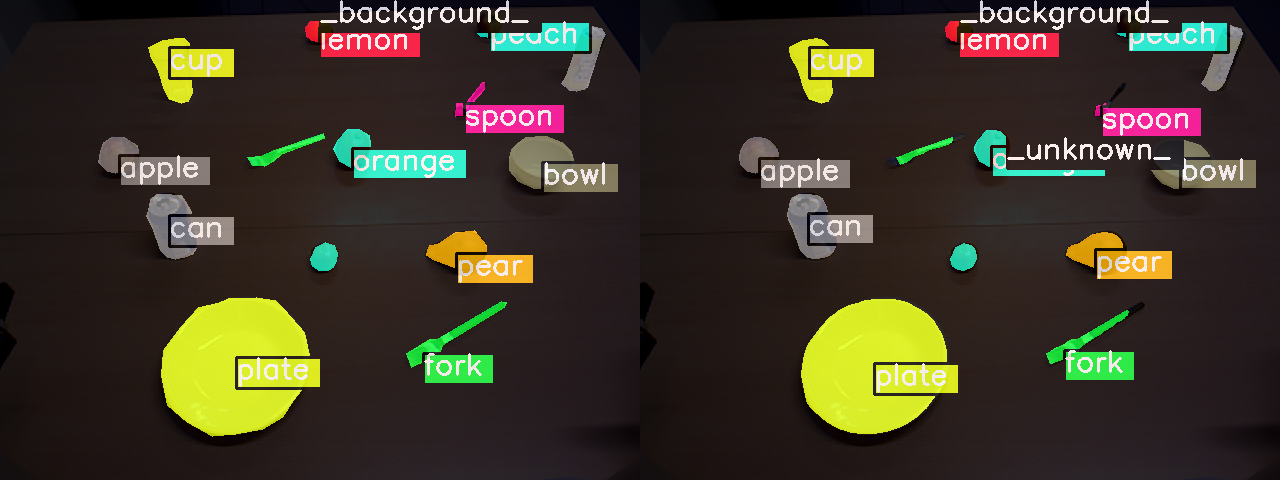 _background_
lemon
peach
cup
spoon
apple
orange
bowl
can
pear
plate
fork
_background_
lemon
peach
cup
spoon
_unknown_
apple
bowl
can
pear
plate
fork